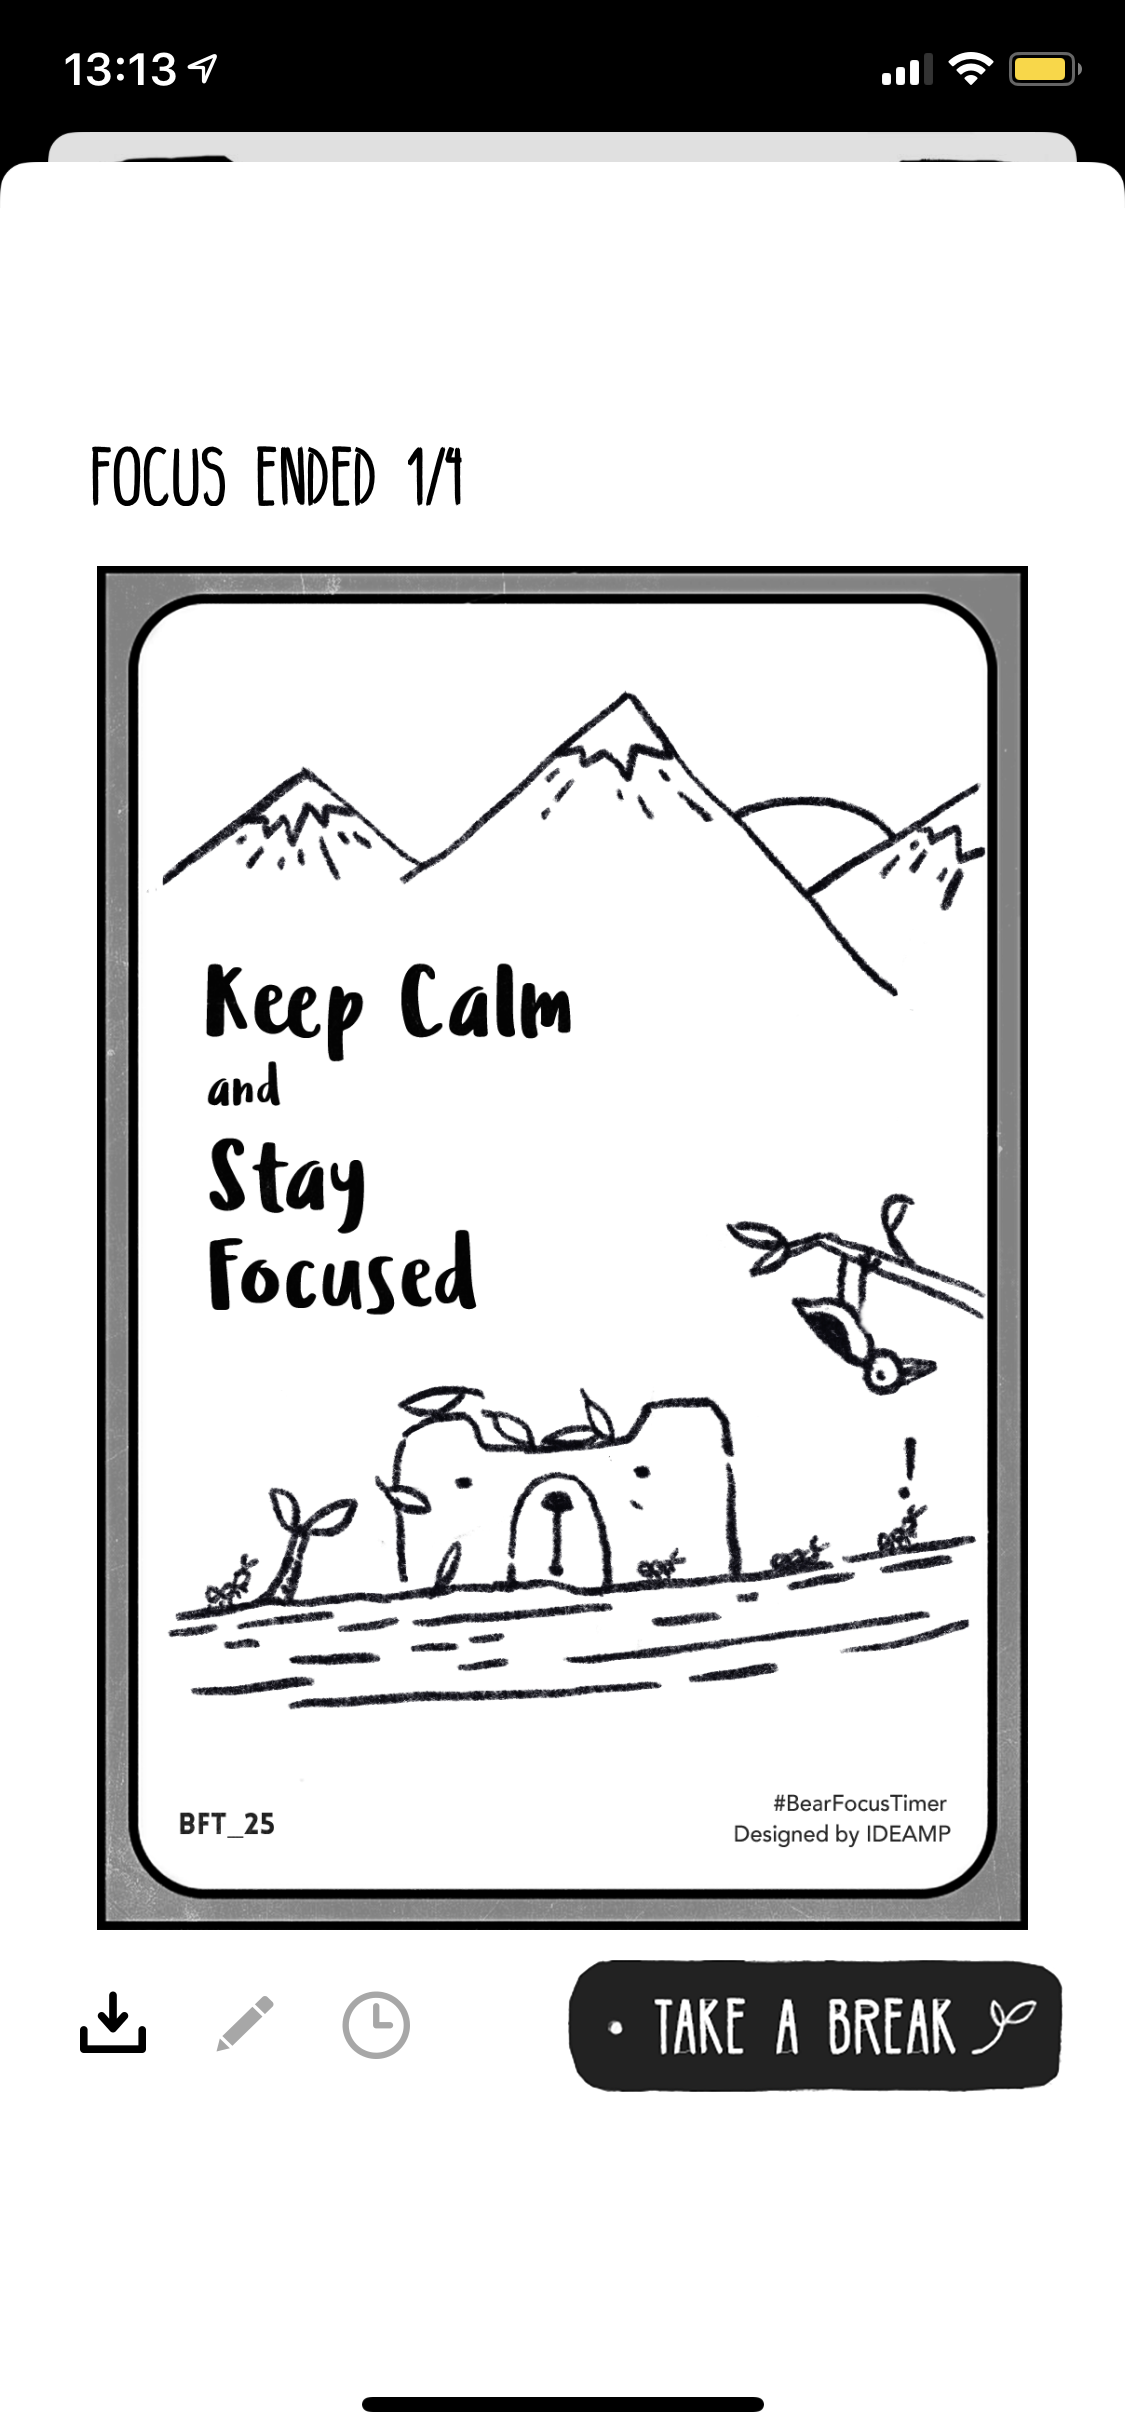 13:13
FOCUS ENDED 1/4
Keep Calm
and
Stay
Focused
!
BFT_25
#BearFocusTimer
Designed by IDEAMP
TAKE A BREAK